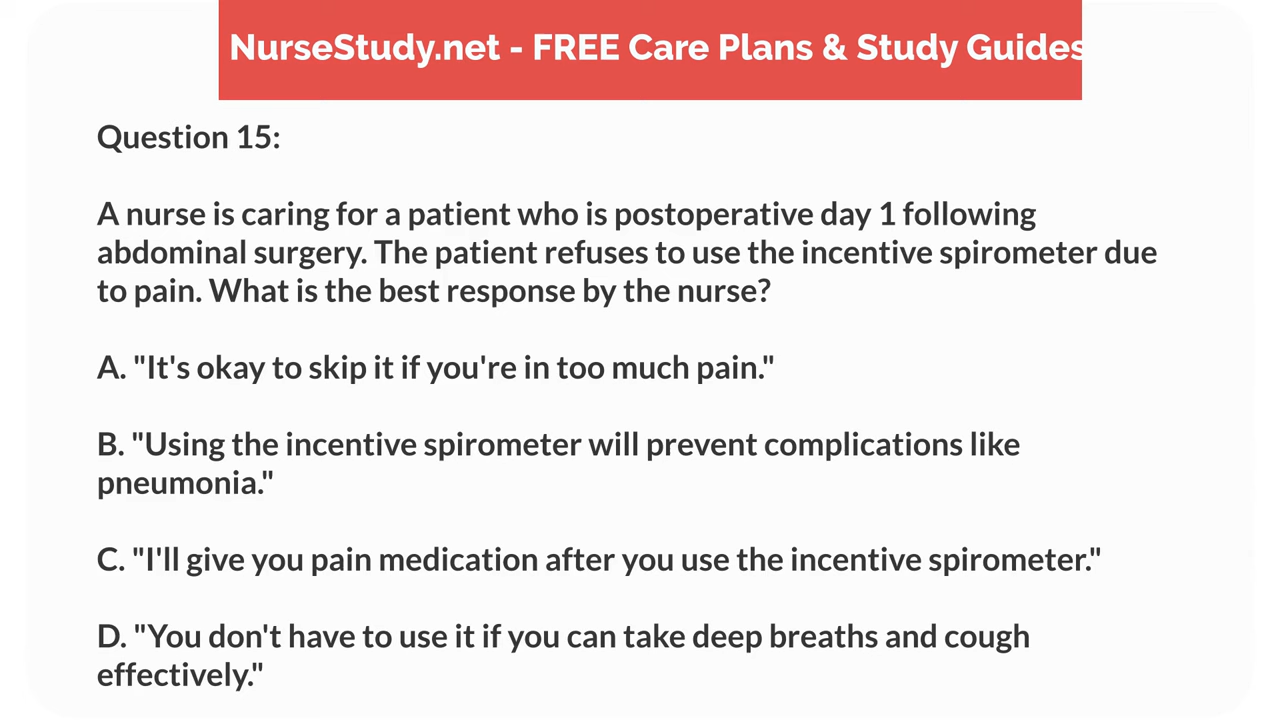 NurseStudy.net - FREE Care Plans & Study Guides
Question 15:
A nurse is caring for a patient who is postoperative day 1 following
abdominal surgery. The patient refuses to use the incentive spirometer due
to pain. What is the best response by the nurse?
A. "It's okay to skip it if you're in too much pain."
B. "Using the incentive spirometer will prevent complications like
pneumonia."
C. "I'll give you pain medication after you use the incentive spirometer."
D. "You don't have to use it if you can take deep breaths and cough
effectively."